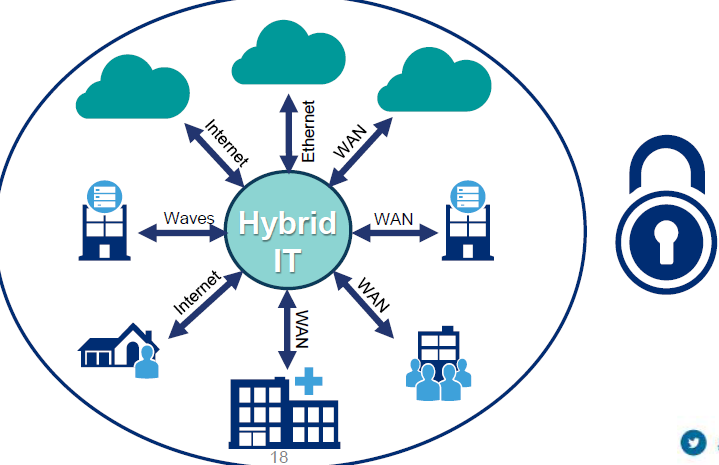 Internet
Ethernet
WAN
Waves
Hybrid
IT
WAN
Internet
WAN
WAN
18